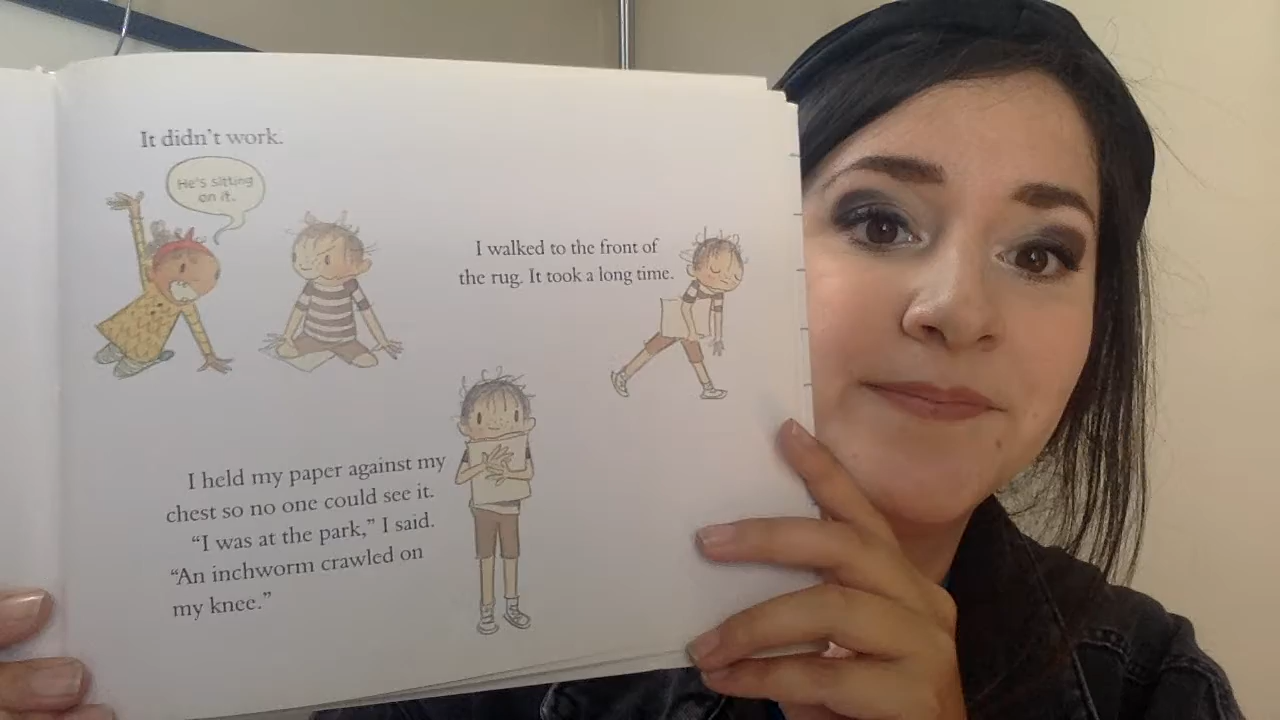 It didn't work.
He's sitting
on it.
I walked to the front of
the rug. It took a long time.
I held my paper against my
chest so no one could see it.
"I was at the park," I said.
"An inchworm crawled on
my knee."